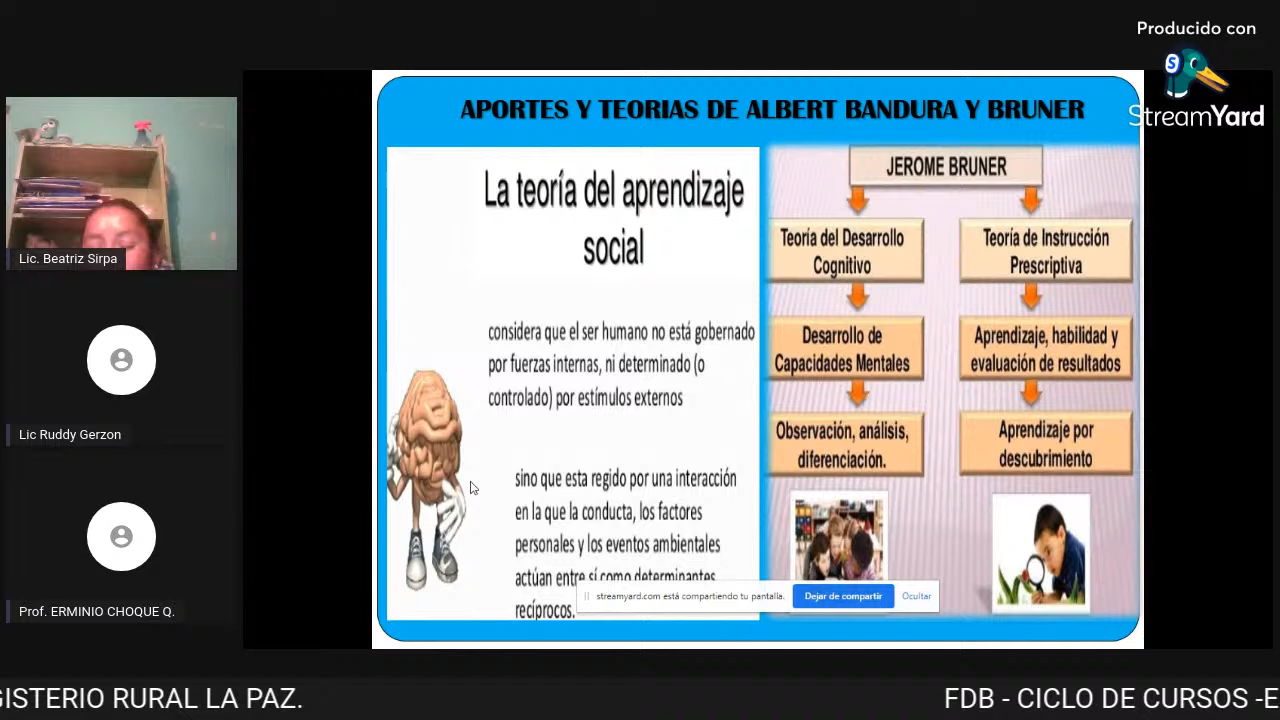 Producido con
StreamYard
APORTES Y TEORIAS DE ALBERT BANDURA Y BRUNER
La teoría del aprendizaje
social
considera que el ser humano no está gobernado
por fuerzas internas, ni determinado (o
controlado) por estímulos externos
sino que esta regido por una interacción
en la que la conducta, los factores
personales y los eventos ambientales
actúan entre sí como determinantes
recíprocos.
JEROME BRUNER
Teoría del Desarrollo
Cognitivo
Teoría de Instrucción
Prescriptiva
Desarrollo de
Capacidades Mentales
Aprendizaje, habilidad y
evaluación de resultados
Observación, análisis,
diferenciación.
Aprendizaje por
descubrimiento
streamyard.com está compartiendo tu pantalla.
Dejar de compartir
Ocultar
Lic. Beatriz Sirpa
Lic Ruddy Gerzon
Prof. ERMINIO CHOQUE Q.
GISTERIO RURAL LA PAZ.
FDB - CICLO DE CURSOS -E